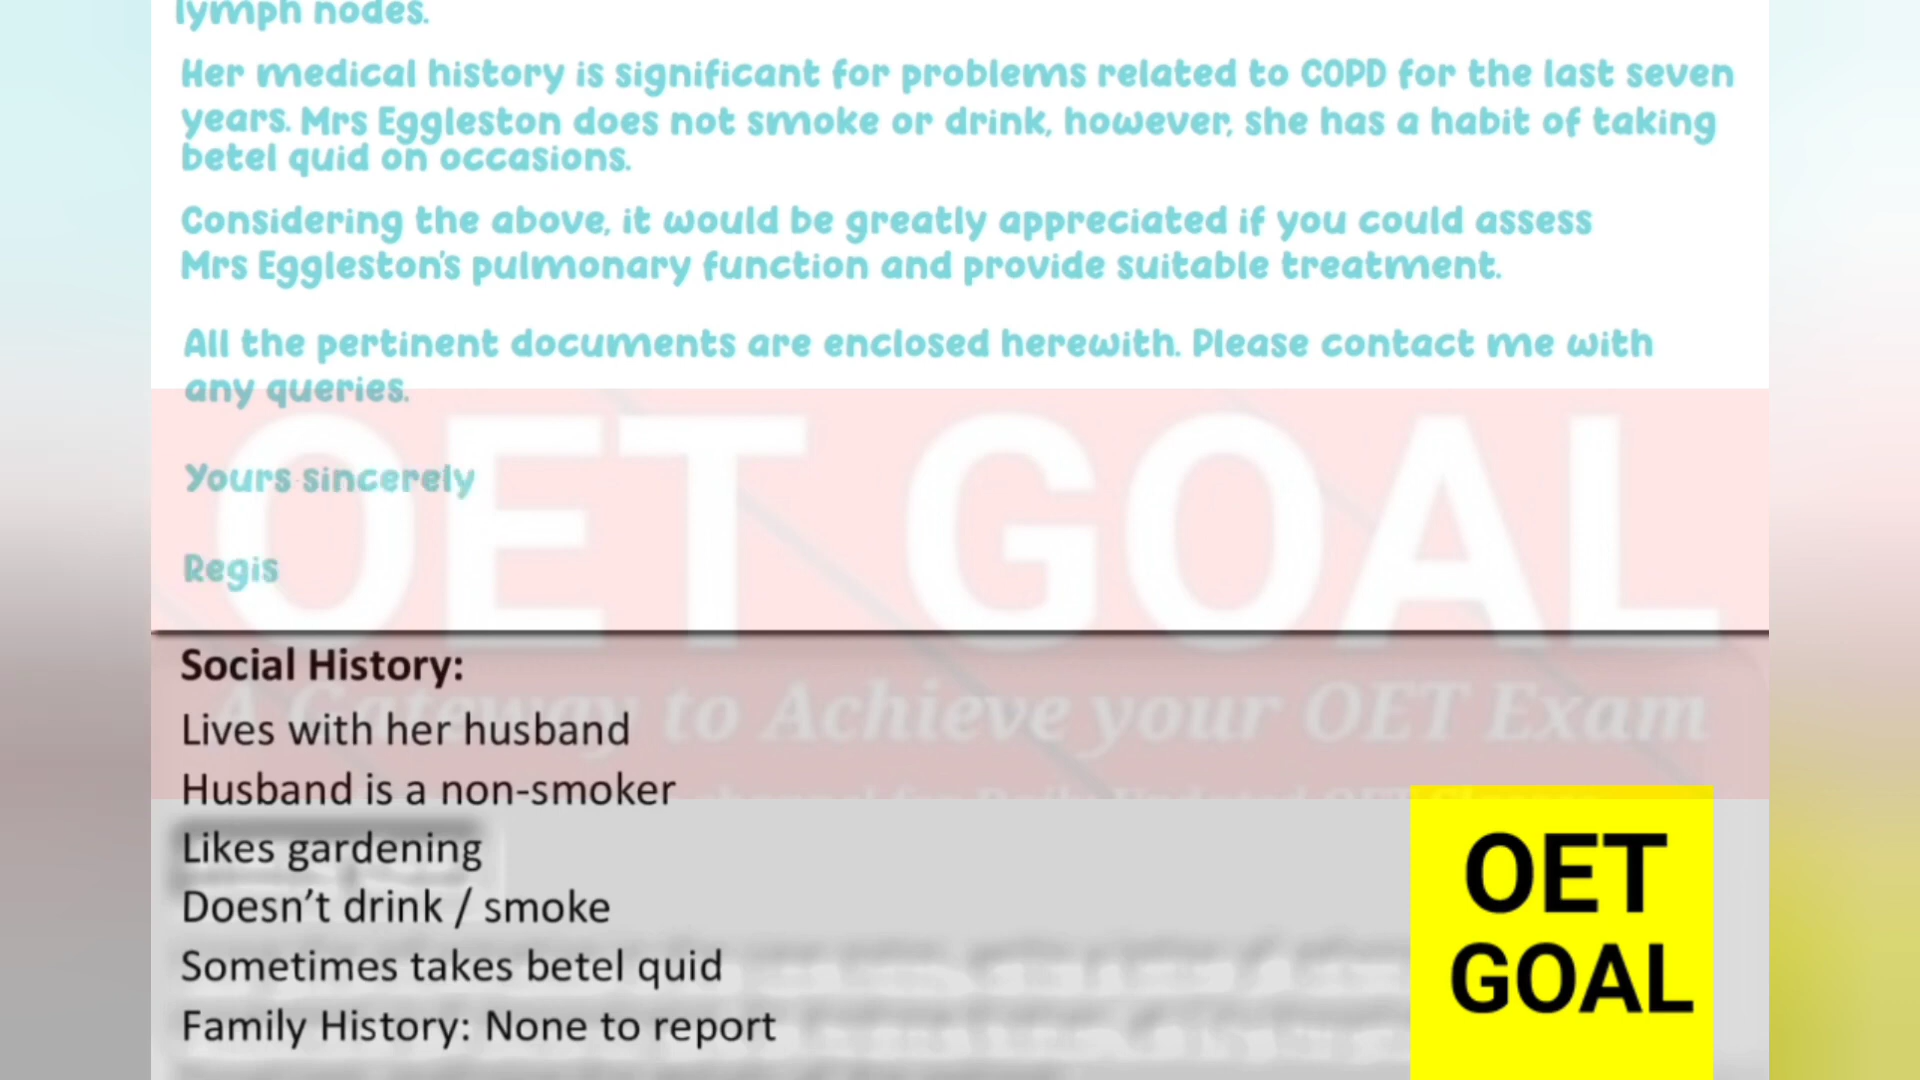 lymph nodes.
Her medical history is significant for problems related to COPD for the last seven
years. Mrs Eggleston does not smoke or drink, however, she has a habit of taking
betel quid on occasions.
Considering the above, it would be greatly appreciated if you could assess
Mrs Eggleston's pulmonary function and provide suitable treatment.
All the pertinent documents are enclosed herewith. Please contact me with
any queries.
Yours sincerely
Regis
OET GOAL
A Gateway to Achieve your OET Exam
Social History:
Lives with her husband
Husband is a non-smoker
Likes gardening
Doesn’t drink / smoke
Sometimes takes betel quid
Family History: None to report
OET
GOAL